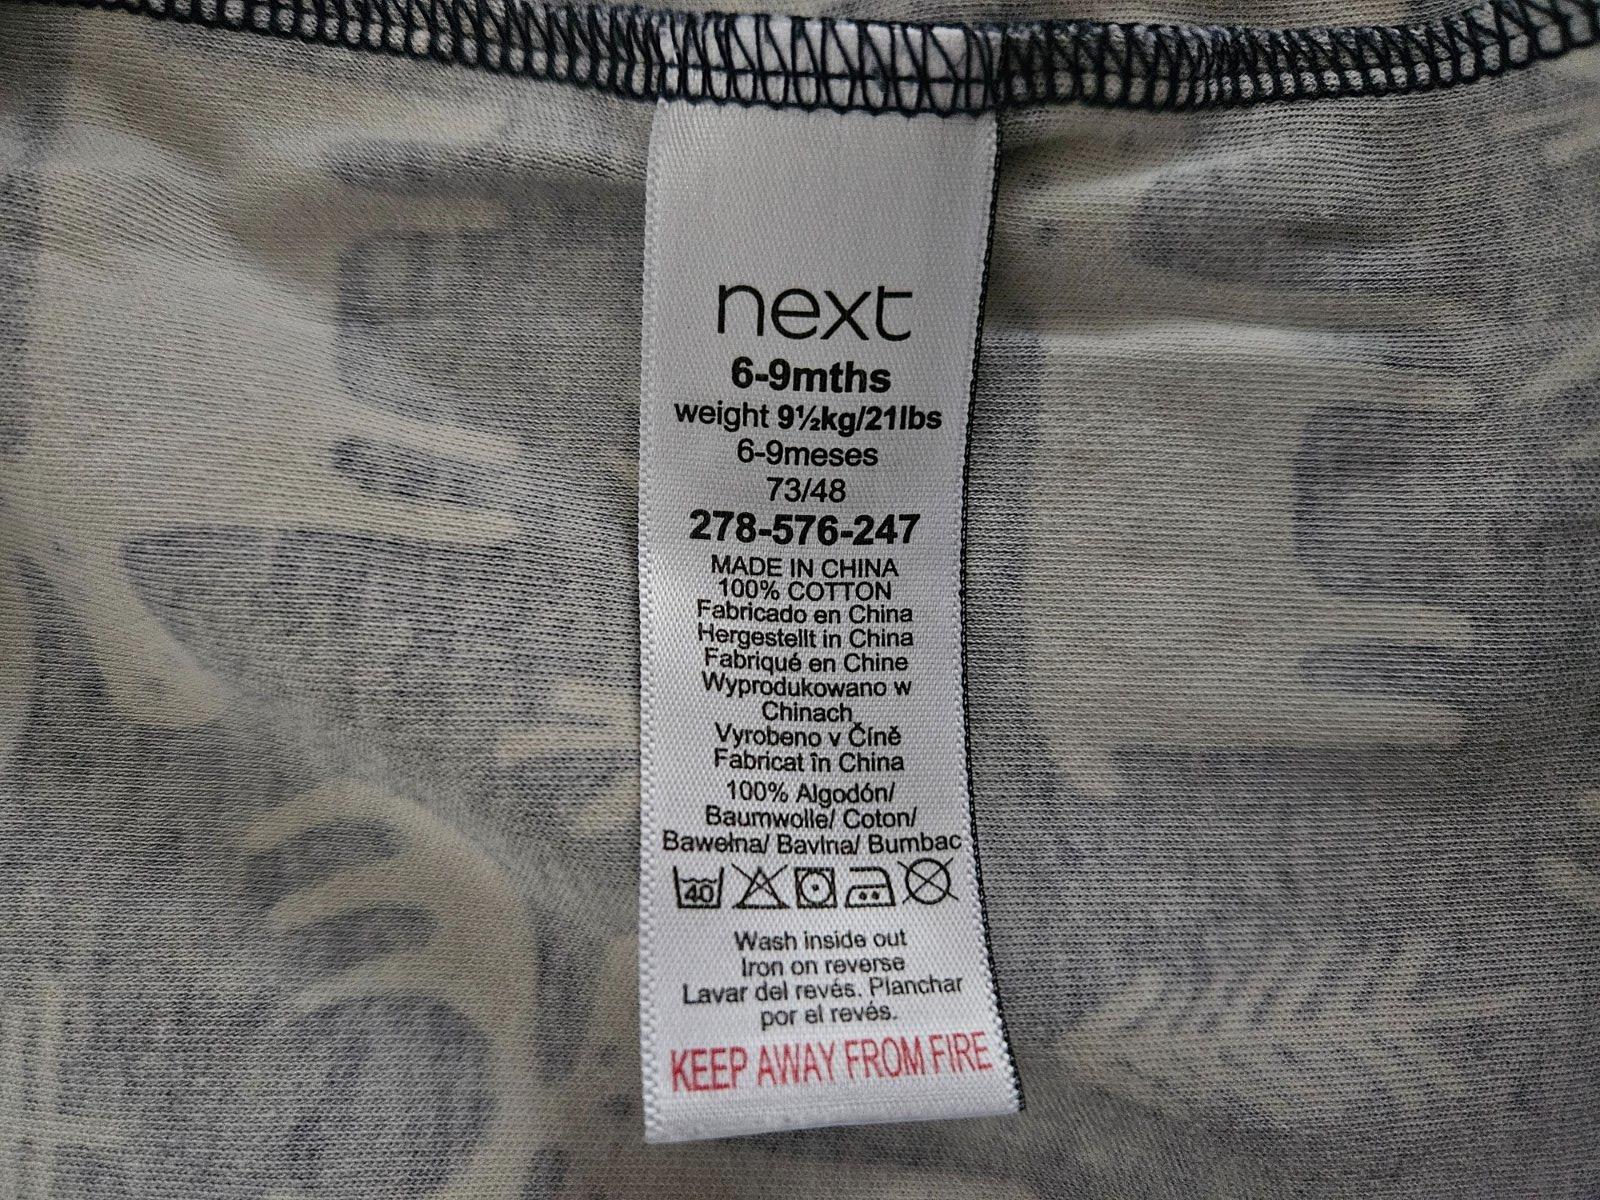 next
6-9mths
weight 9½kg/21lbs
6-9meses
73/48
278-576-247
MADE IN CHINA
100% COTTON
Fabricado en China
Hergestellt in China
Fabriqué en Chine
Wyprodukowano w
Chinach
Vyrobeno v Číně
Fabricat în China
100% Algodón/
Baumwolle/ Coton/
Bawełna/ Bavlna/ Bumbac
40
Wash inside out
Iron on reverse
Lavar del revés. Planchar
por el revés.
KEEP AWAY FROM FIRE